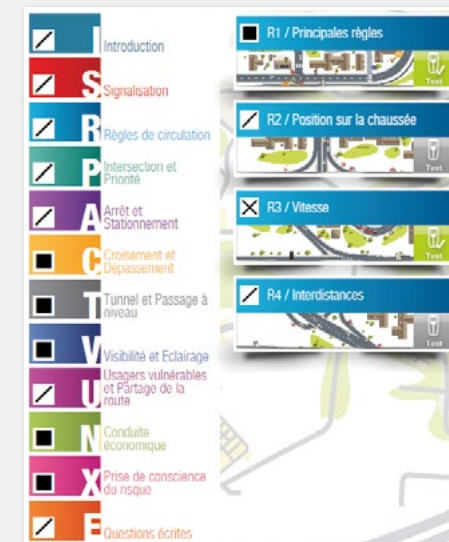 I Introduction
S Signalisation
R Règles de circulation
P Intersection et
Priorité
A Arrêt et
Stationnement
C Croisement et
Dépassement
T Tunnel et Passage à
niveau
V Visibilité et Eclairage
U Usagers vulnérables
et Partage de la
route
N Conduite
économique
X Prise de conscience
du risque
E Questions écrites
R1 / Principales règles
Test
R2 / Position sur la chaussée
Test
R3 / Vitesse
Test
R4 / Interdistances
Test